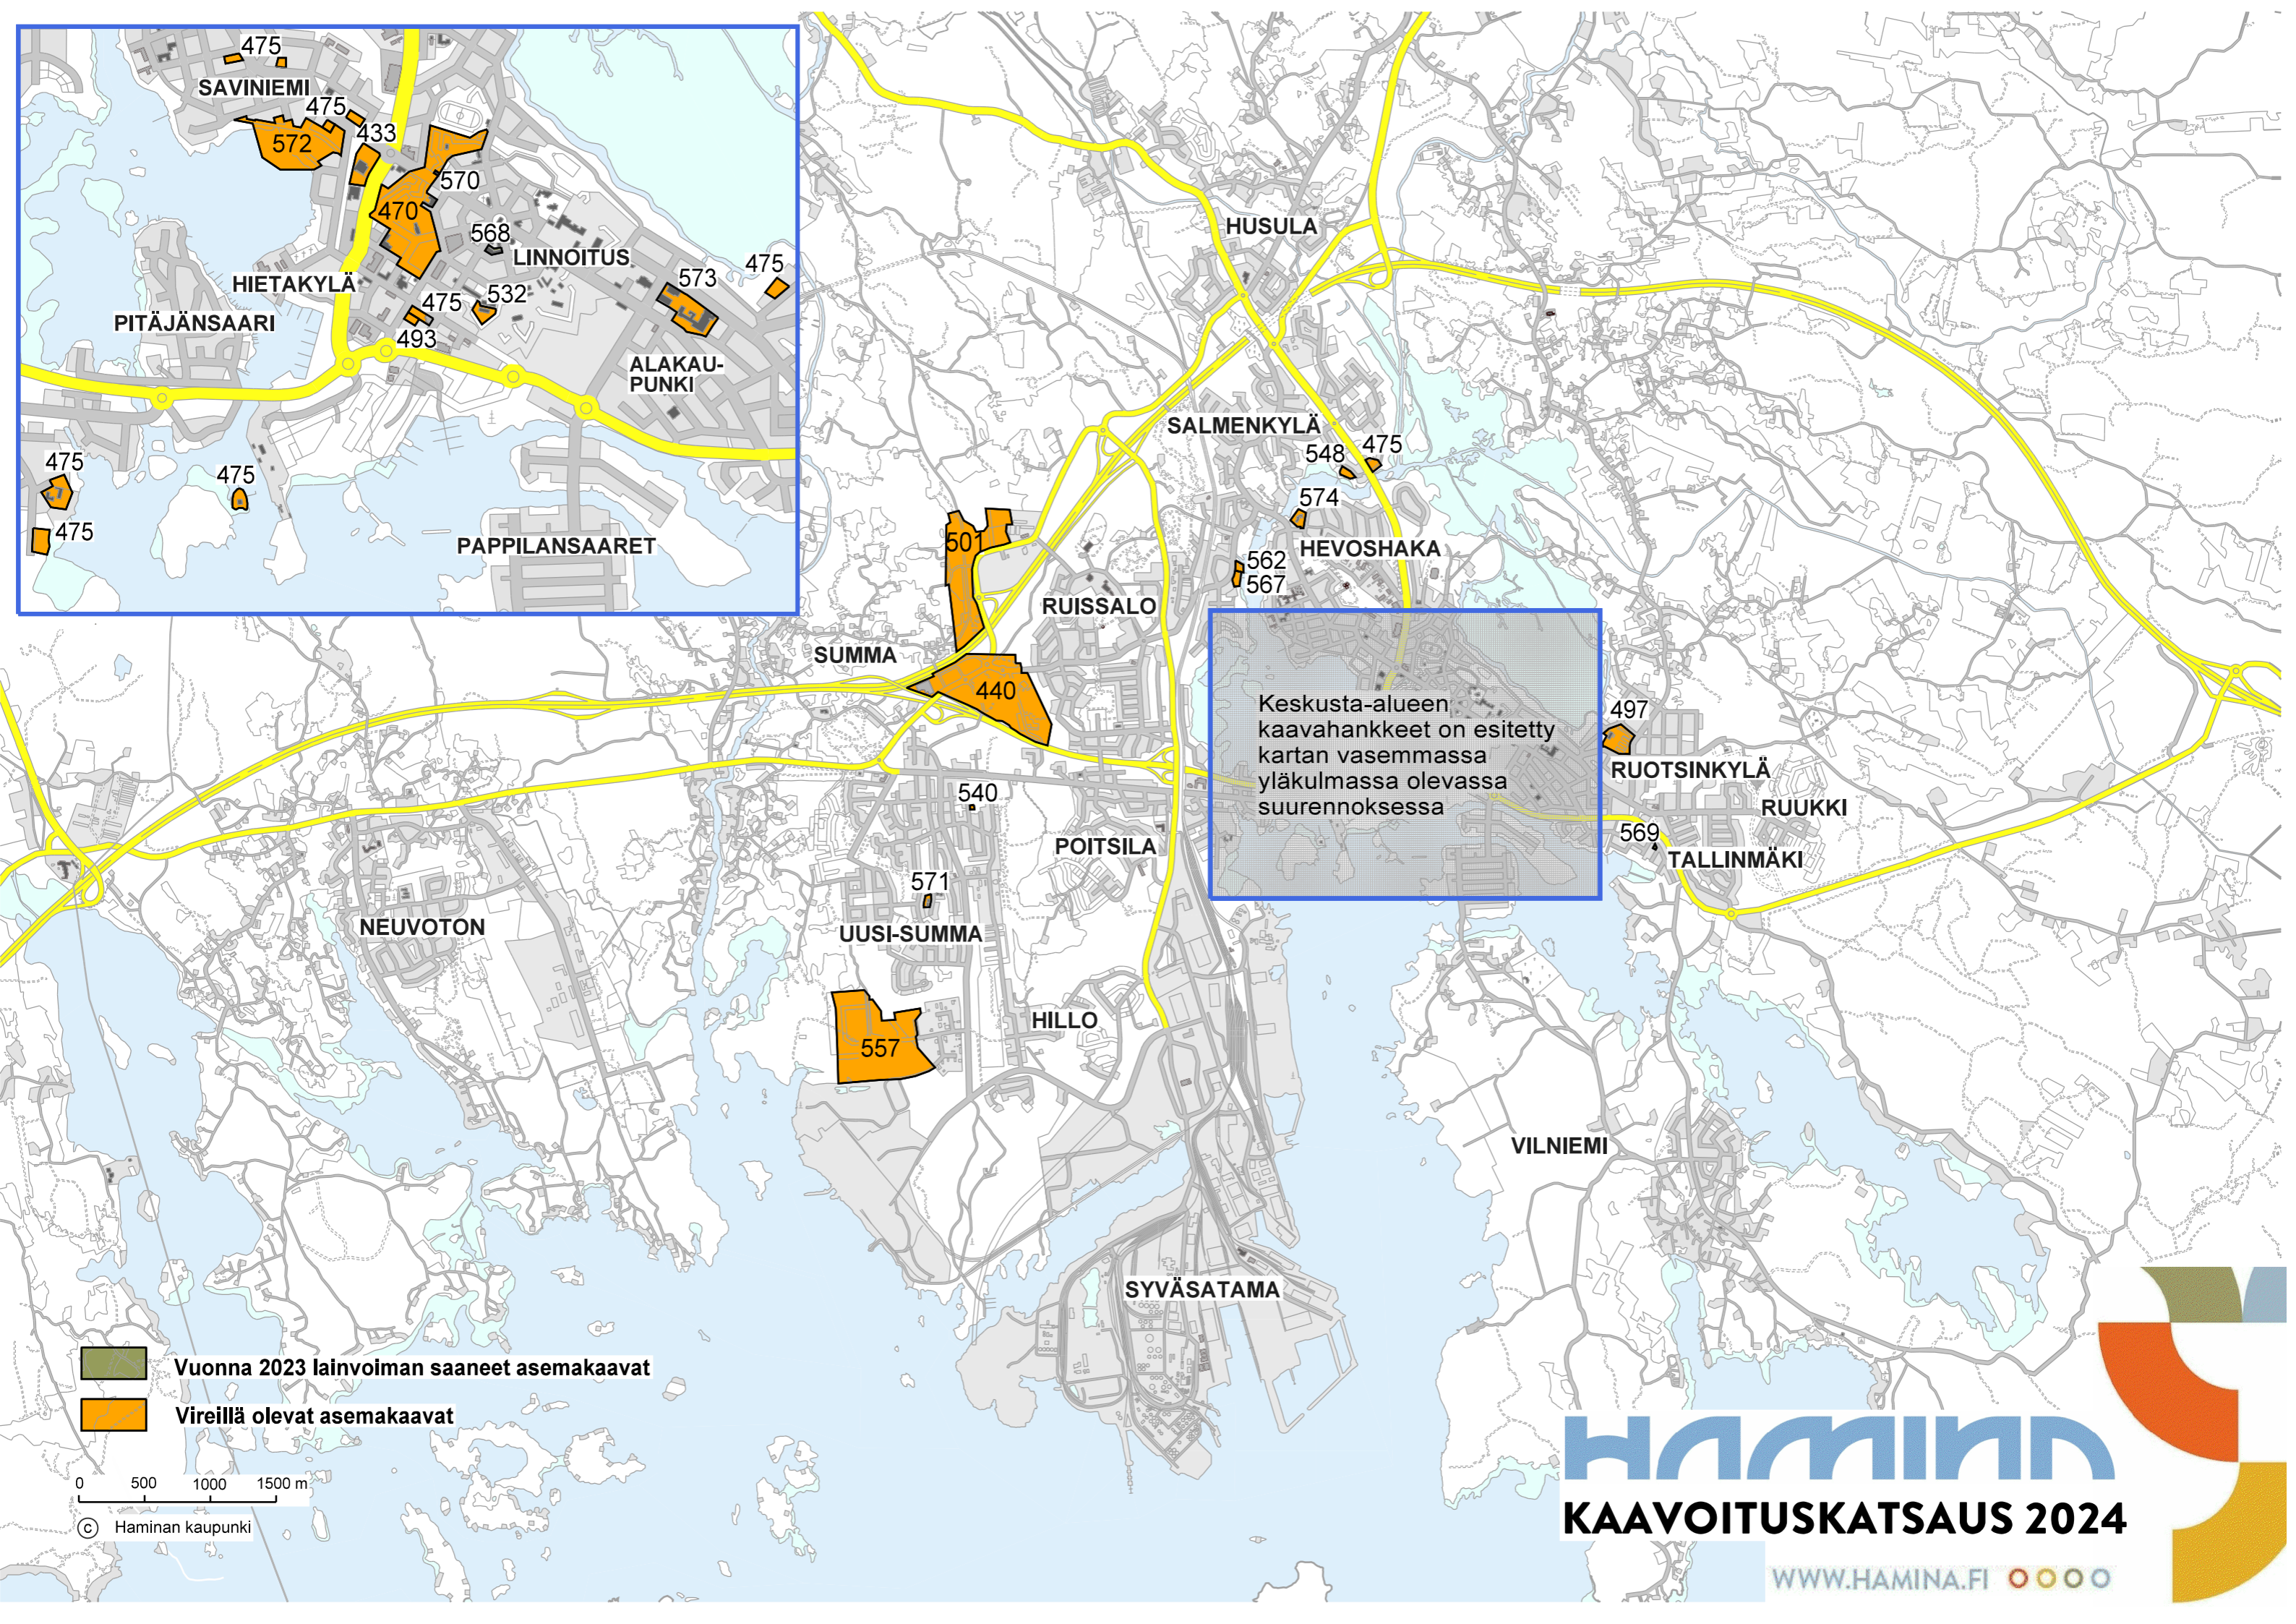 475
SAVINIEMI
475
433
572
570
470
568
LINNOITUS
475
573
HIETAKYLÄ
475
532
PITÄJÄNSAARI
493
ALAKAU-
PUNKI
475
475
475
PAPPILANSAARET
HUSULA
SALMENKYLÄ
548
475
574
501
HEVOSHAKA
562
567
RUISSALO
SUMMA
440
Keskusta-alueen
kaavahankkeet on esitetty
kartan vasemmassa
yläkulmassa olevassa
suurennoksessa
497
RUOTSINKYLÄ
540
RUUKKI
569
POITSILA
TALLINMÄKI
571
NEUVOTON
UUSI-SUMMA
HILLO
557
VILNIEMI
SYVÄSATAMA
Vuonna 2023 lainvoiman saaneet asemakaavat
Vireillä olevat asemakaavat
0 500 1000 1500 m
© Haminan kaupunki
HAMINA
KAAVOITUSKATSAUS 2024
WWW.HAMINA.FI